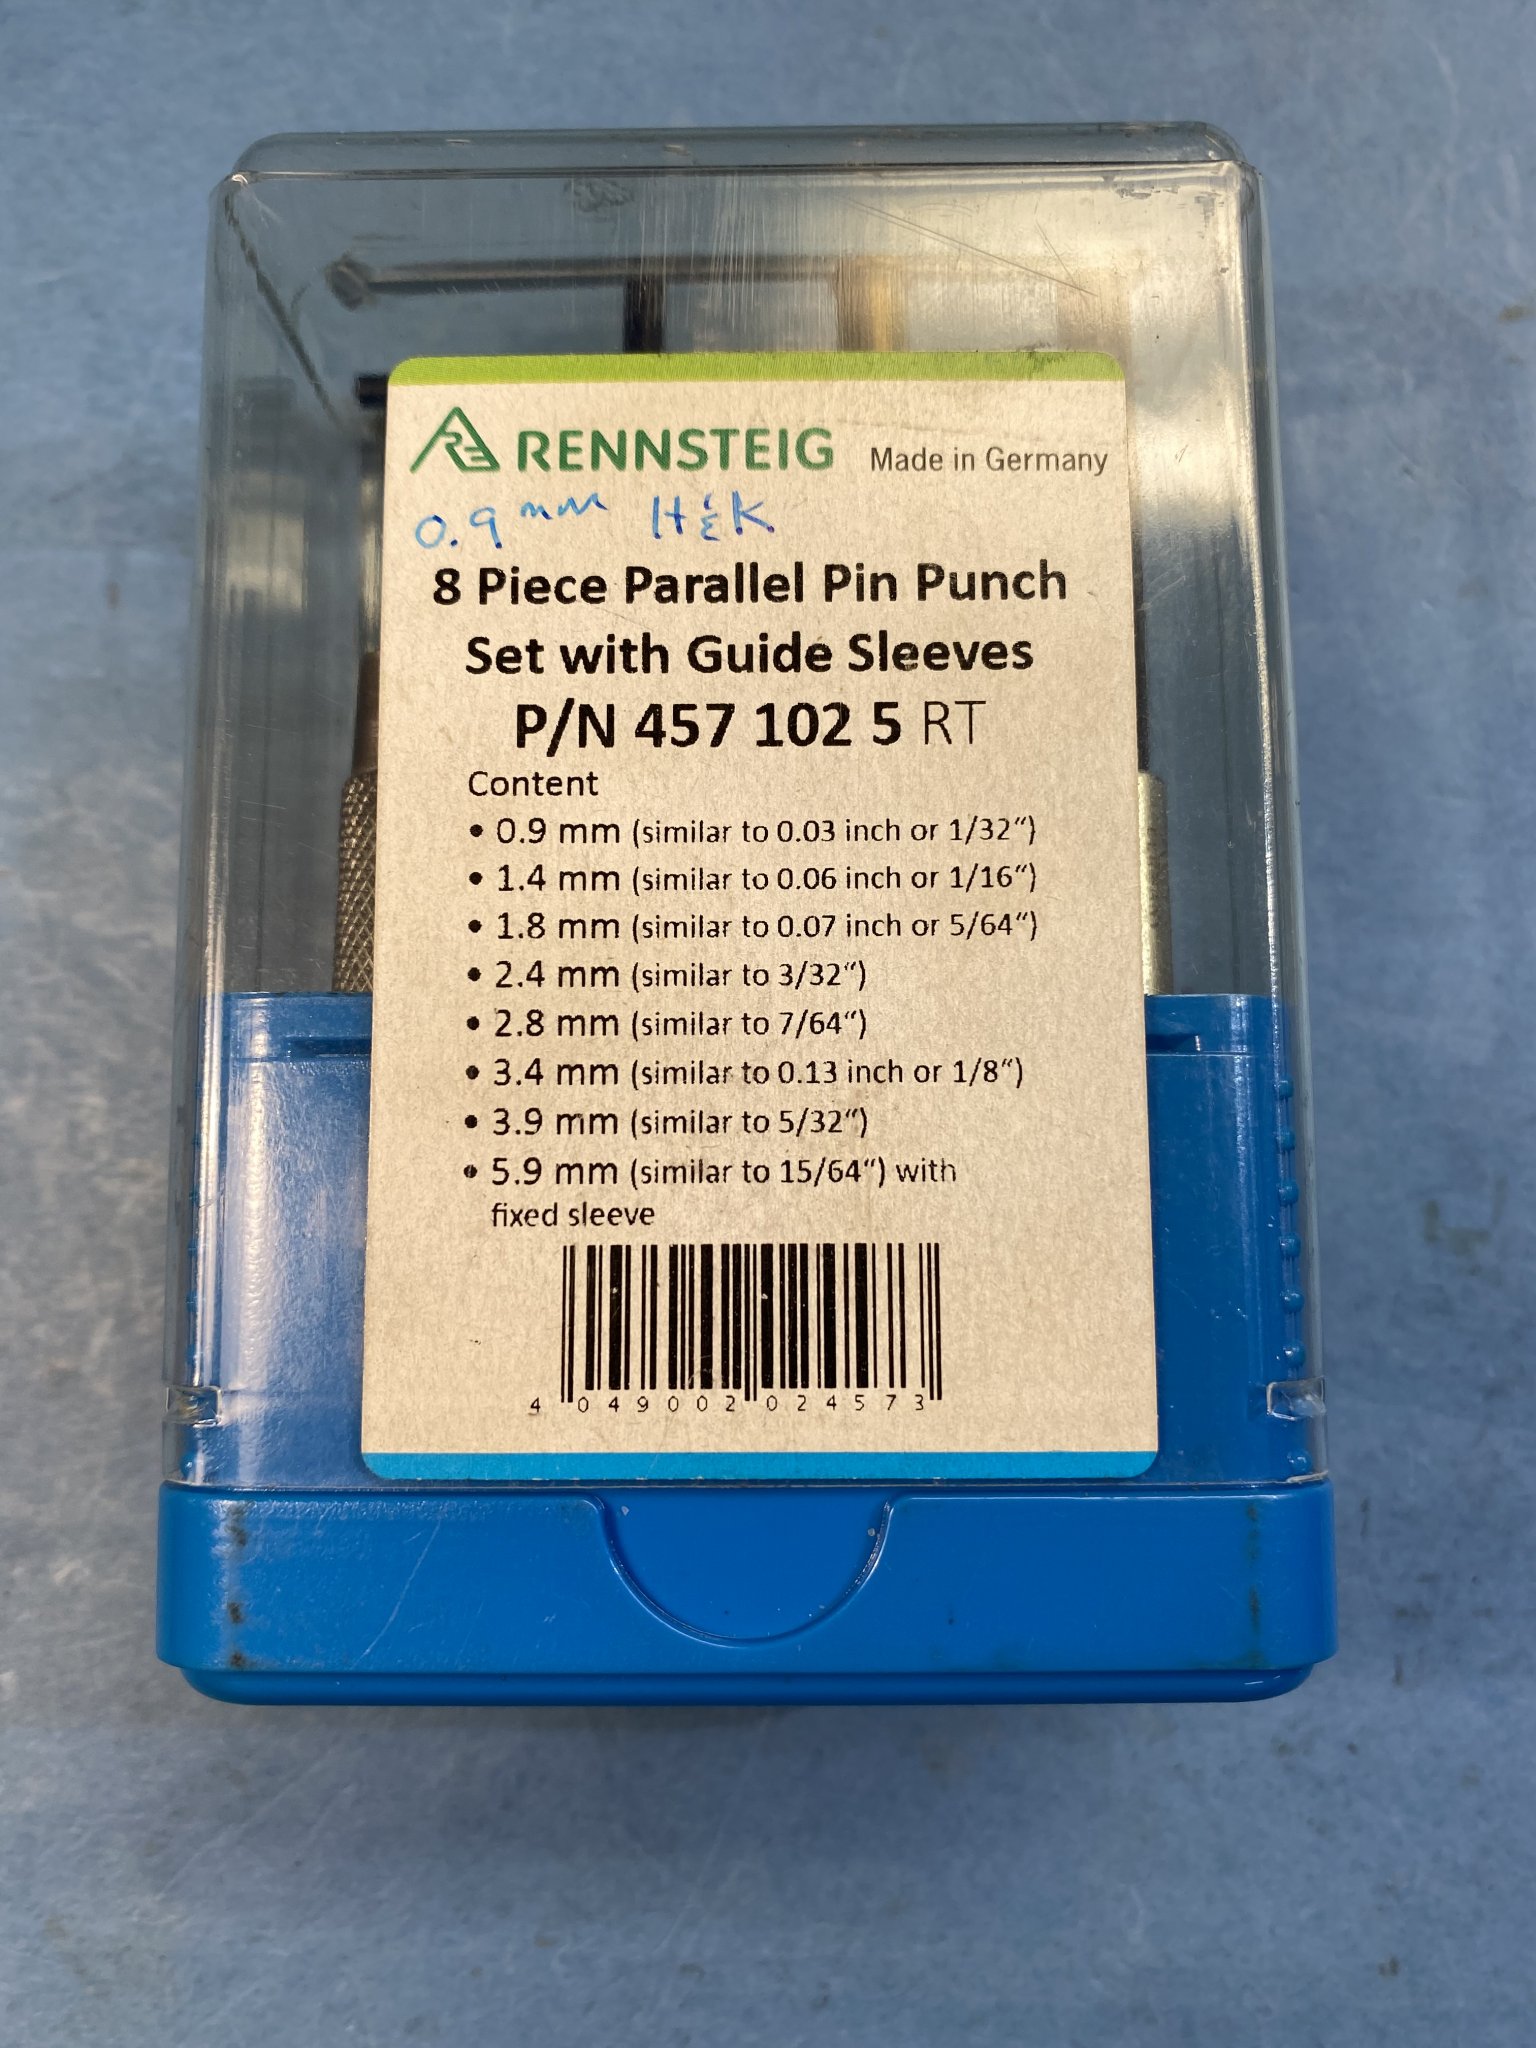 RENNSTEIG Made in Germany
0.9 mm H&K
8 Piece Parallel Pin Punch
Set with Guide Sleeves
P/N 457 102 5 RT
Content
• 0.9 mm (similar to 0.03 inch or 1/32“)
• 1.4 mm (similar to 0.06 inch or 1/16“)
• 1.8 mm (similar to 0.07 inch or 5/64“)
• 2.4 mm (similar to 3/32“)
• 2.8 mm (similar to 7/64“)
• 3.4 mm (similar to 0.13 inch or 1/8“)
• 3.9 mm (similar to 5/32“)
• 5.9 mm (similar to 15/64“) with
fixed sleeve
4 049002 024573